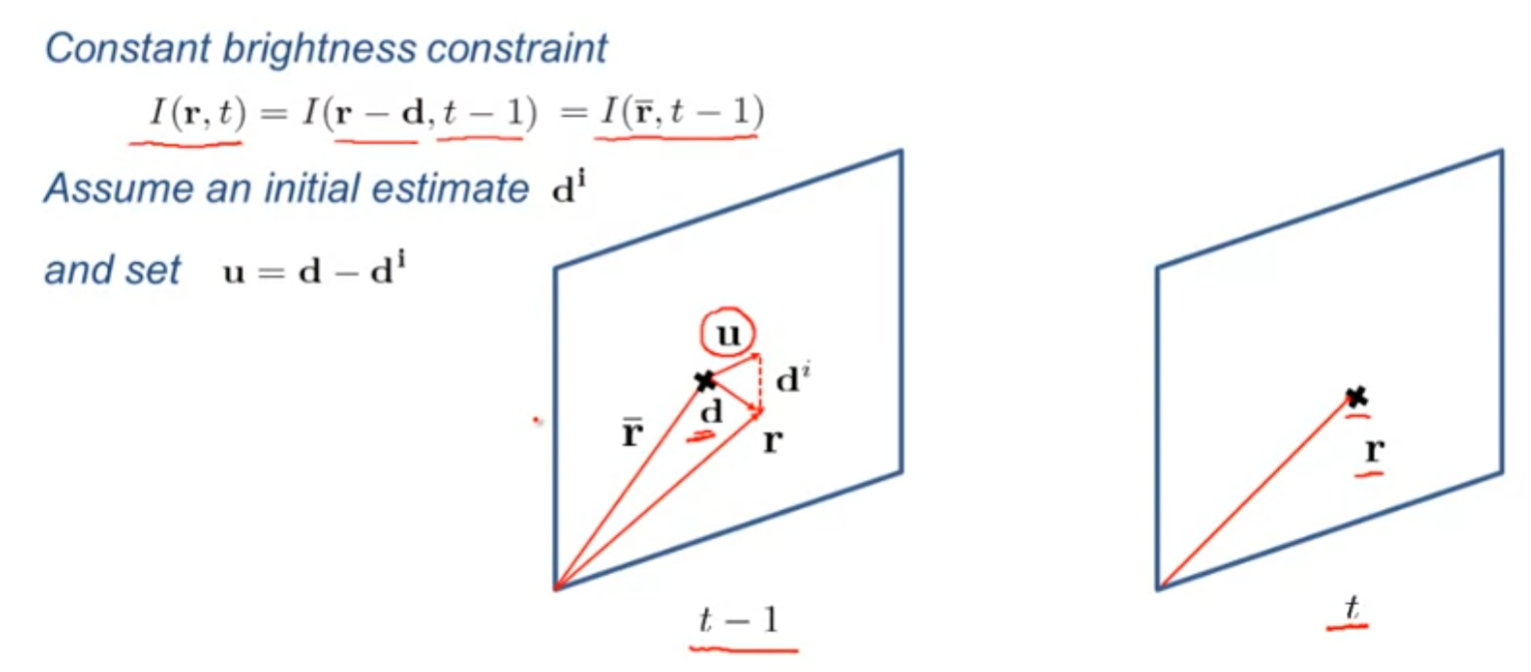 Constant brightness constraint
I(r, t) = I(r − d, t − 1) = I(r̄, t − 1)
Assume an initial estimate dⁱ
and set u = d − dⁱ
u
dⁱ
d
r̄
r
t − 1
r
t